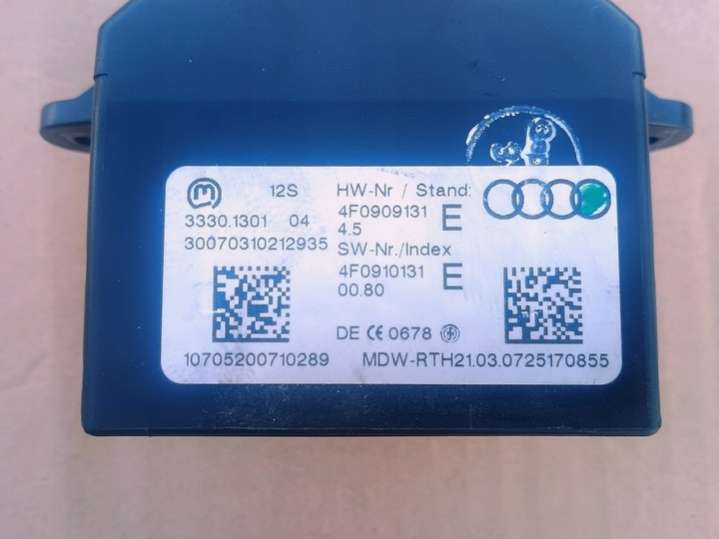 12S
3330.1301 04
30070310212935
HW-Nr / Stand:
4F0909131 E
4.5
SW-Nr./Index
4F0910131 E
00.80
DE CE 0678
10705200710289
MDW-RTH21.03.0725170855